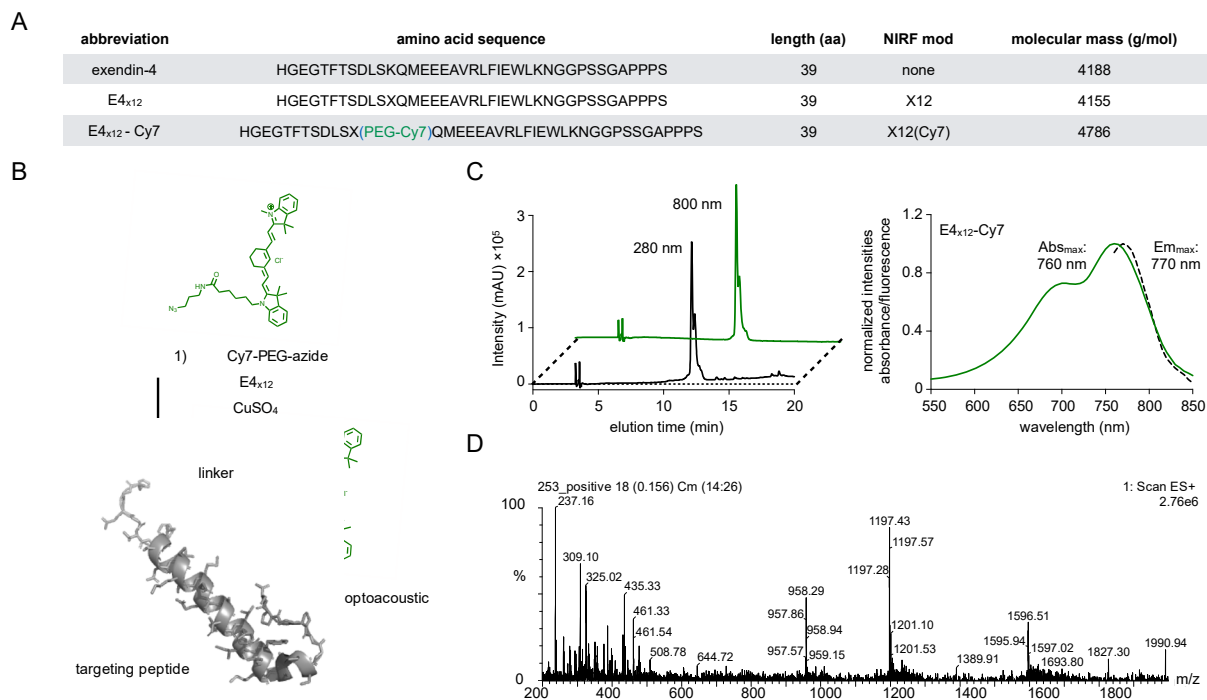 A
abbreviation amino acid sequence length (aa) NIRF mod molecular mass (g/mol)
exendin-4 HGEGTFTSDLSKQMEEEAVRLFIEWLKNGGPSSGAPPPS 39 none 4188
E4x12 HGEGTFTSDLSXQMEEEAVRLFIEWLKNGGPSSGAPPPS 39 X12 4155
E4x12 - Cy7 HGEGTFTSDLSX(PEG-Cy7)QMEEEAVRLFIEWLKNGGPSSGAPPPS 39 X12(Cy7) 4786
B
N
Cl-
O
HN
N3
N
1) Cy7-PEG-azide
E4x12
CuSO4
linker
optoacoustic
targeting peptide
C
Intensity (mAU) ×10⁵
3
2
1
0
800 nm
280 nm
0 5 10 15 20
elution time (min)
normalized intensities
absorbance/fluorescence
1.2
0.8
0.4
0
E4x12-Cy7
Absmax:
760 nm
Emmax:
770 nm
550 600 650 700 750 800 850
wavelength (nm)
D
253_positive 18 (0.156) Cm (14:26)
1: Scan ES+
2.76e6
100
%
0
237.16
309.10
325.02
435.33
461.33
461.54
508.78
644.72
958.29
957.86
958.94
957.57
959.15
1197.43
1197.57
1197.28
1201.10
1201.53
1389.91
1596.51
1595.94
1597.02
1693.80
1827.30
1990.94
200 400 600 800 1000 1200 1400 1600 1800 m/z